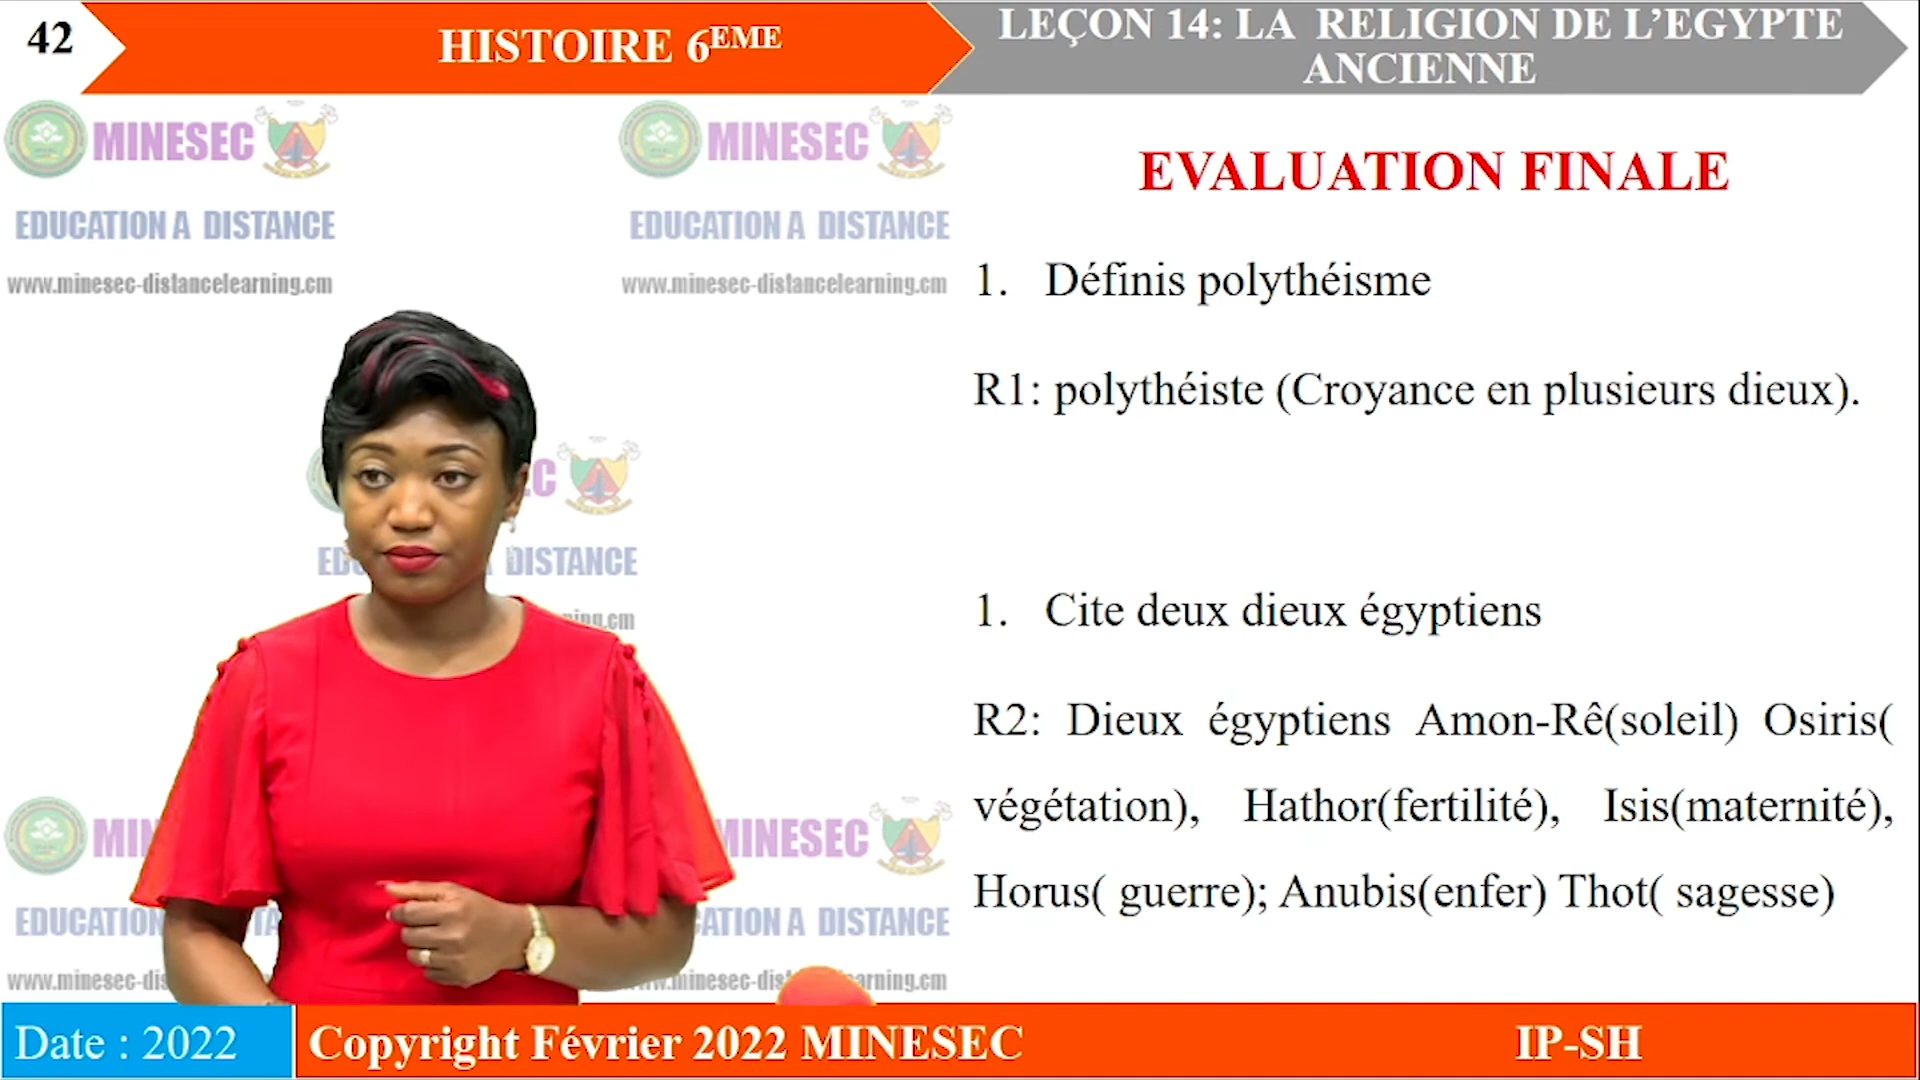 42
HISTOIRE 6EME
LEÇON 14: LA RELIGION DE L’EGYPTE
ANCIENNE
MINESEC
EDUCATION A DISTANCE
www.minesec-distancelearning.cm
MINESEC
EDUCATION A DISTANCE
www.minesec-distancelearning.cm
EVALUATION FINALE
1. Définis polythéisme
R1: polythéiste (Croyance en plusieurs dieux).
DISTANCE
1. Cite deux dieux égyptiens
R2: Dieux égyptiens Amon-Rê(soleil) Osiris(
végétation), Hathor(fertilité), Isis(maternité),
Horus( guerre); Anubis(enfer) Thot( sagesse)
MINESEC
EDUCATION
A DISTANCE
Date : 2022
Copyright Février 2022 MINESEC
IP-SH